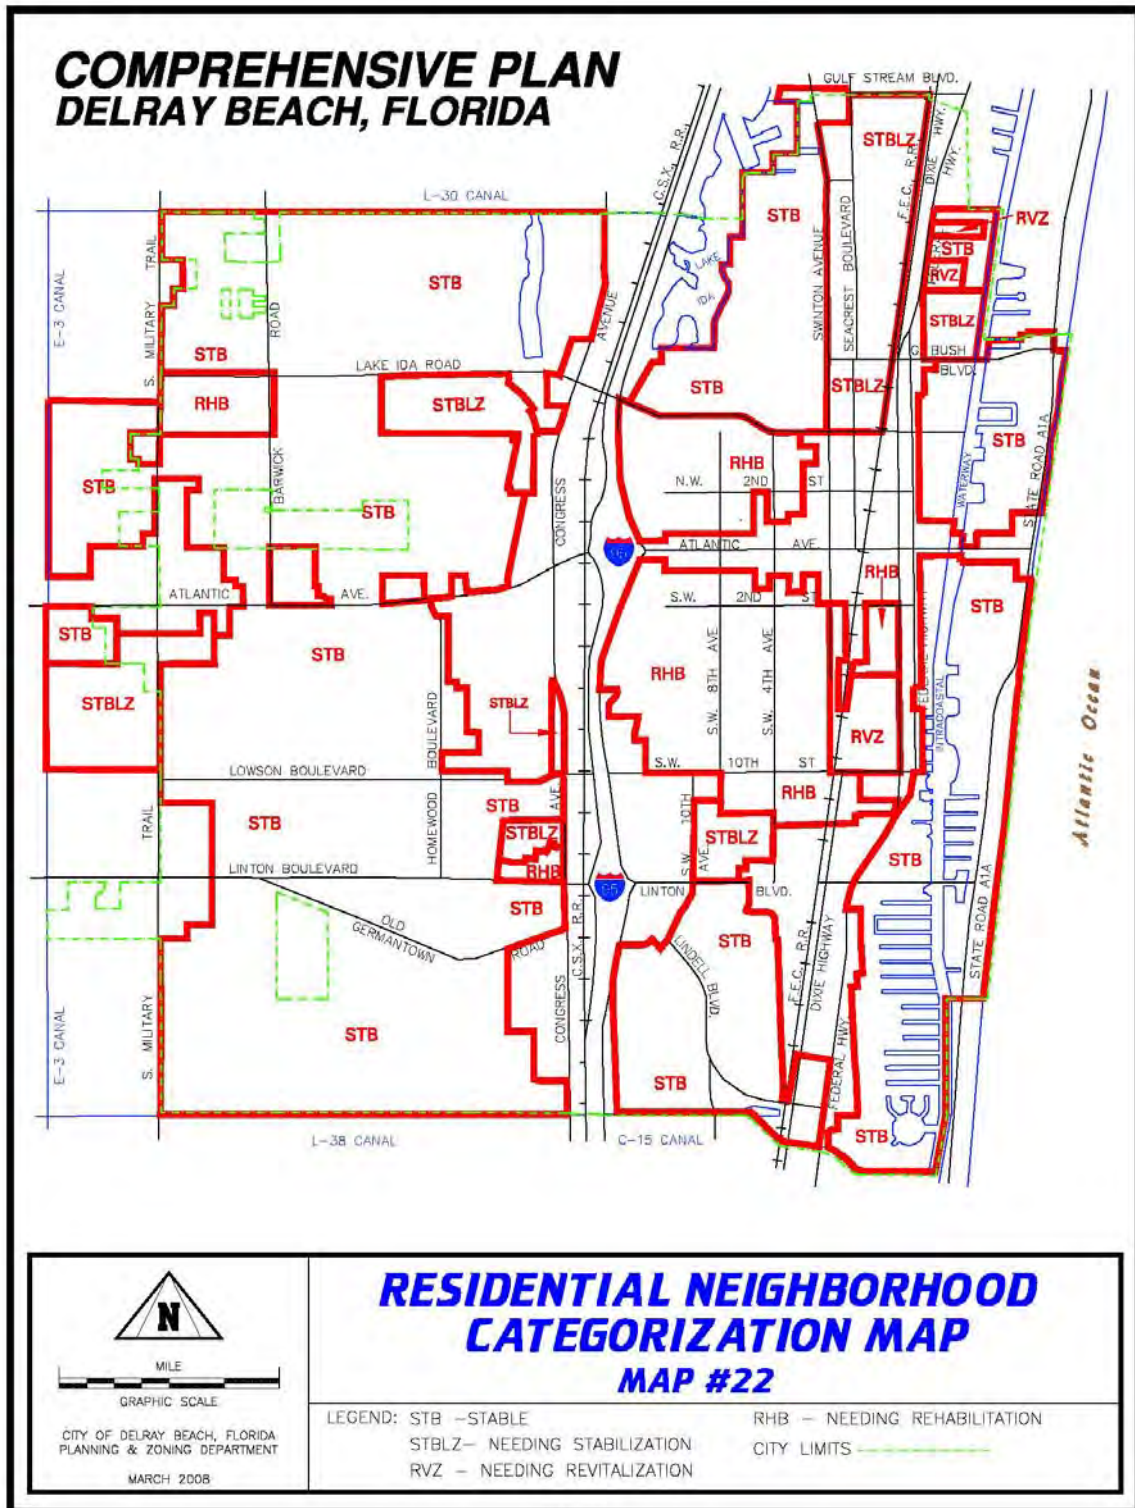 COMPREHENSIVE PLAN
DELRAY BEACH, FLORIDA
GULF STREAM BLVD.
L-30 CANAL
C.S.X. R.R.
F.E.C. R.R.
DIXIE HWY.
HWY.
STBLZ
STB
RVZ
STB
RVZ
STBLZ
E-3 CANAL
S. MILITARY TRAIL
ROAD
STB
STB
AVENUE
LAKE IDA
SWINTON AVENUE
SEACREST BOULEVARD
G. BUSH
BLVD.
LAKE IDA ROAD
STB
STBLZ
RHB
STBLZ
BARWICK
STB
STB
CONGRESS
RHB
N.W. 2ND ST
STB
WATERWAY
STATE ROAD A1A
95
ATLANTIC AVE.
ATLANTIC AVE.
S.W. 2ND ST
RHB
STB
STB
STB
STBLZ
STBLZ
HOMEWOOD BOULEVARD
RHB
S.W. 8TH AVE
S.W. 4TH AVE
RVZ
INTRACOASTAL
Atlantic Ocean
LOWSON BOULEVARD
S.W. 10TH ST
STB
STB
AVE.
STBLZ
RHB
S.W. 10TH AVE.
STBLZ
RHB
STB
TRAIL
LINTON BOULEVARD
95
LINTON BLVD.
OLD GERMANTOWN ROAD
STB
C.S.X. R.R.
STB
LINDELL BLVD.
F.E.C. R.R.
DIXIE HIGHWAY
STATE ROAD A1A
E-3 CANAL
S. MILITARY
STB
CONGRESS
STB
FEDERAL HWY.
STB
L-38 CANAL
C-15 CANAL
N
MILE
GRAPHIC SCALE
CITY OF DELRAY BEACH, FLORIDA
PLANNING & ZONING DEPARTMENT
MARCH 2008
RESIDENTIAL NEIGHBORHOOD
CATEGORIZATION MAP
MAP #22
LEGEND: STB -STABLE
STBLZ- NEEDING STABILIZATION
RVZ - NEEDING REVITALIZATION
RHB - NEEDING REHABILITATION
CITY LIMITS